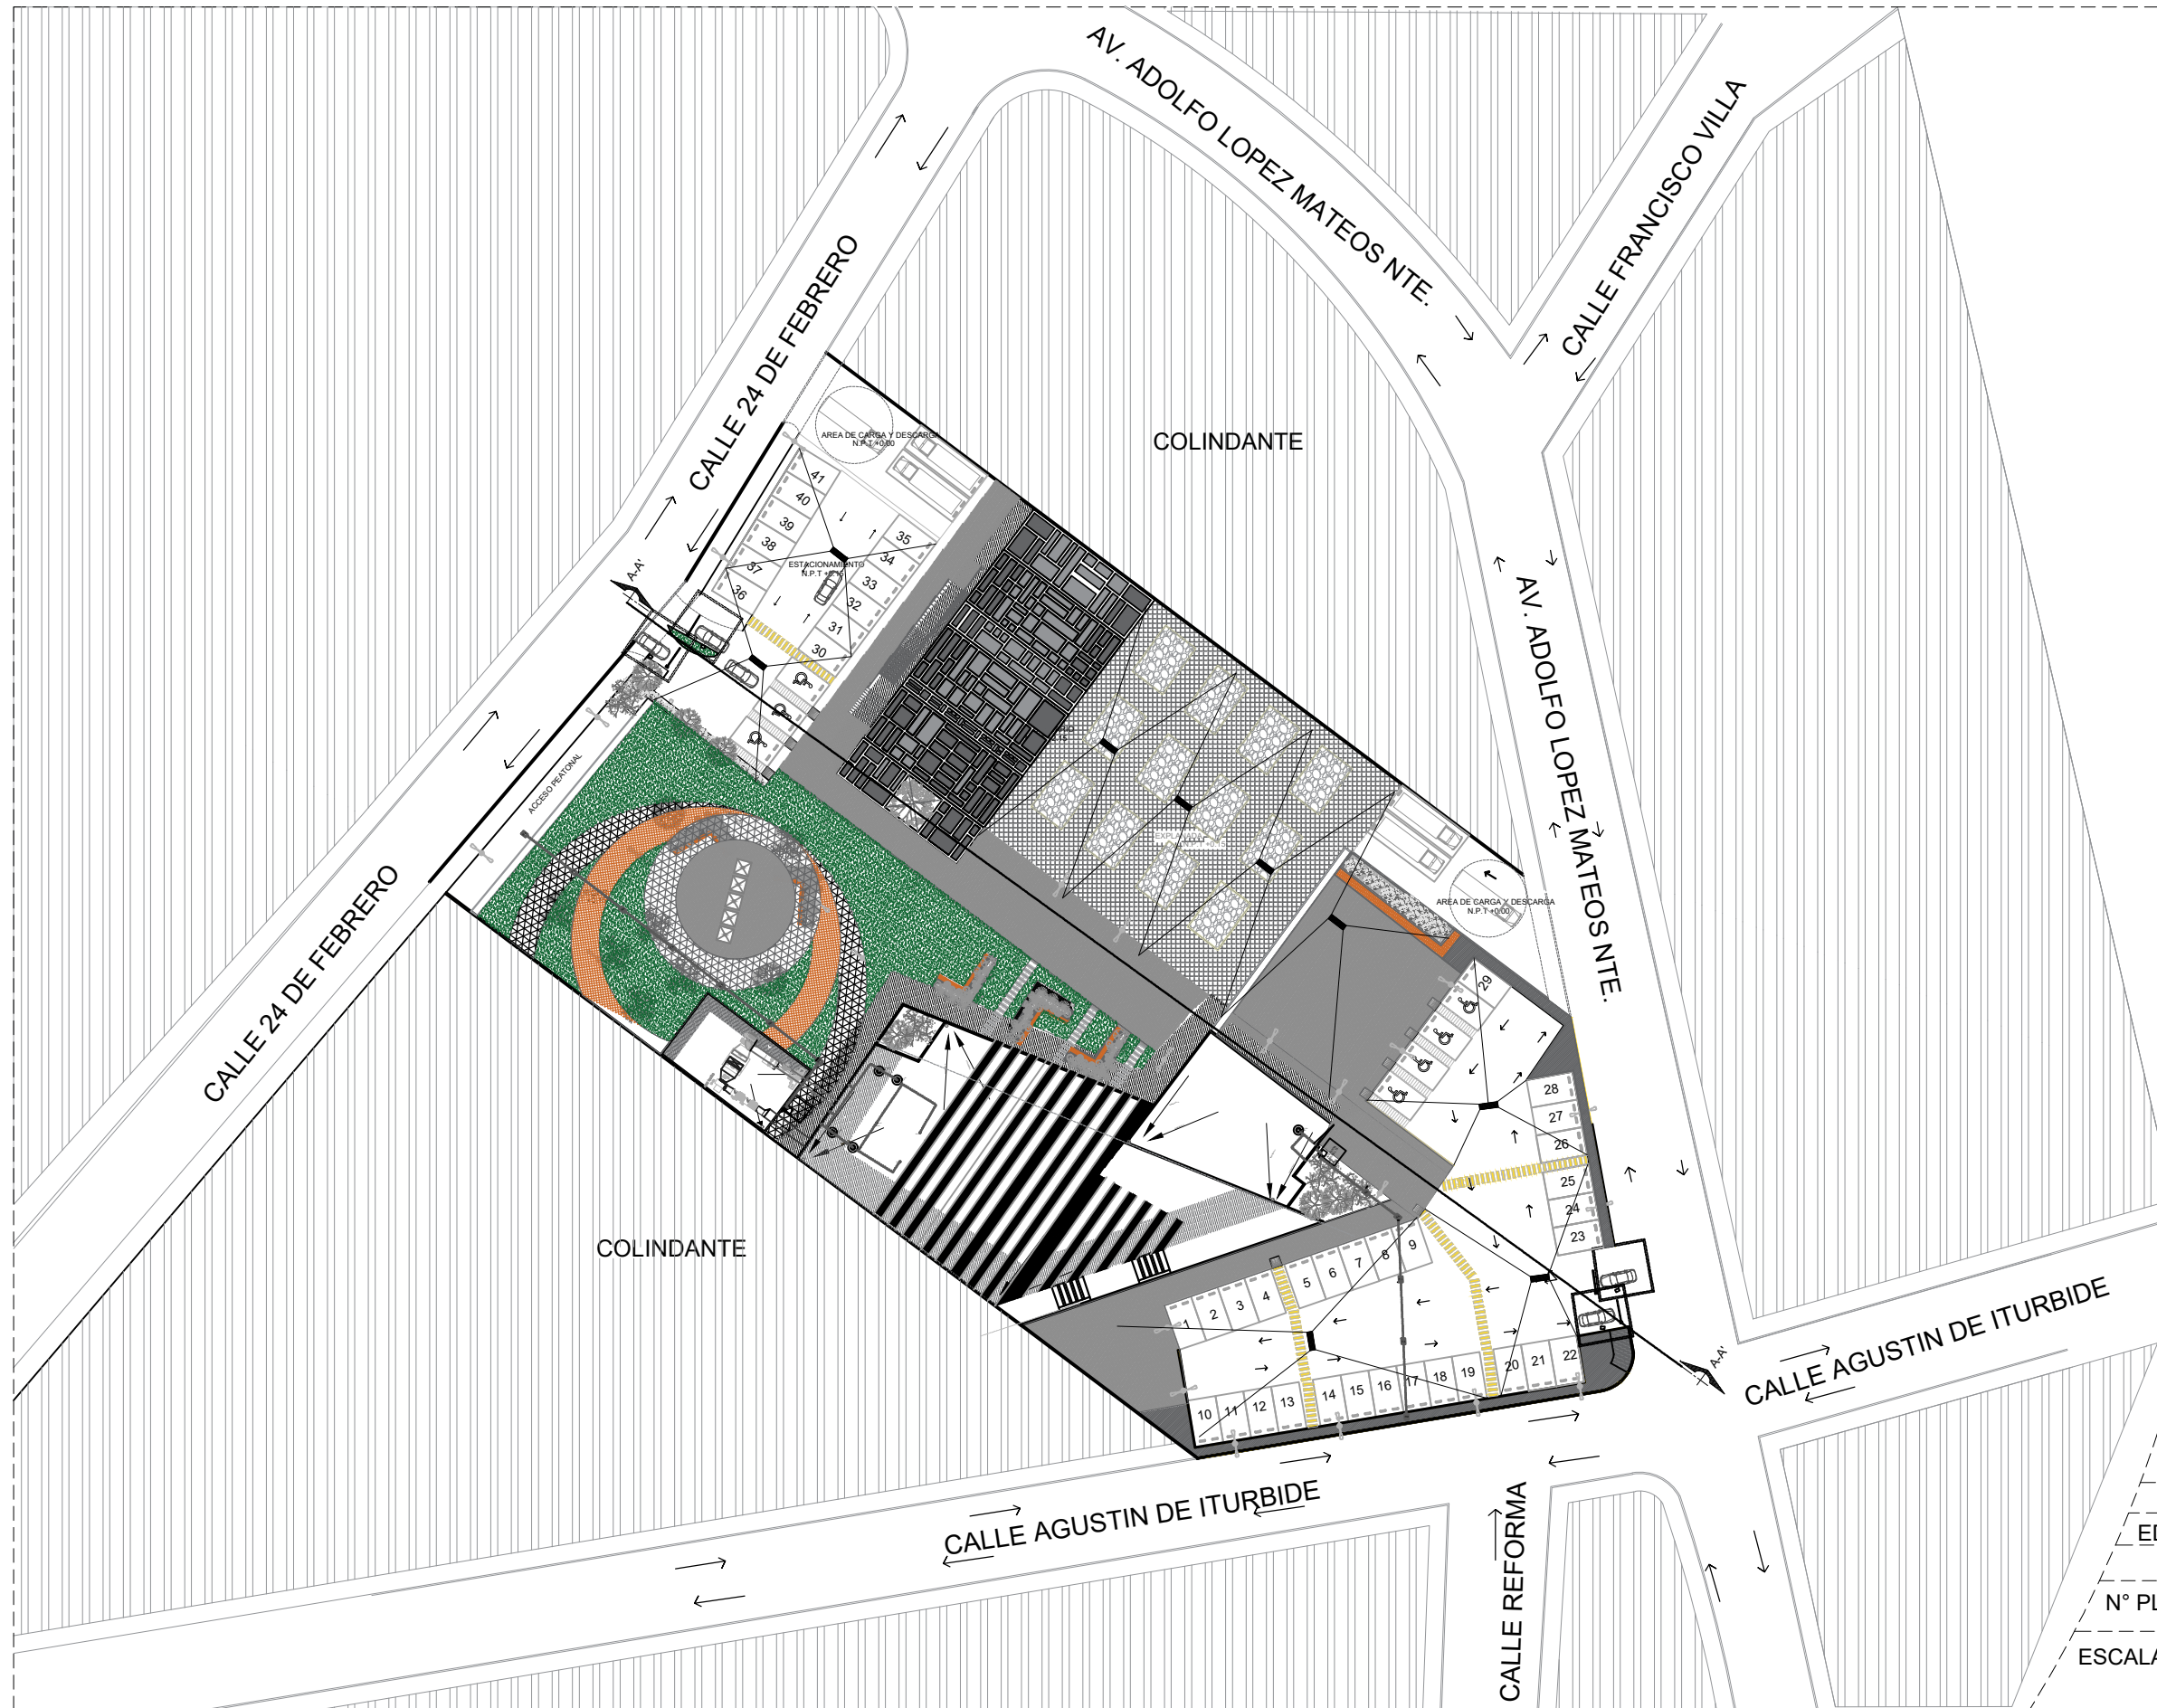 AV. ADOLFO LOPEZ MATEOS NTE.
CALLE FRANCISCO VILLA
CALLE 24 DE FEBRERO
COLINDANTE
AREA DE CARGA Y DESCARGA
N.P.T +0.00
41
40
39
38
37
36
35
34
33
32
31
30
ESTACIONAMIENTO
A-A'
ACCESO PEATONAL
AV. ADOLFO LOPEZ MATEOS NTE.
AREA DE CARGA Y DESCARGA
N.P.T +0.00
29
28
27
26
25
24
23
CALLE 24 DE FEBRERO
COLINDANTE
1
2
3
4
5
6
7
8
9
10
11
12
13
14
15
16
17
18
19
20
21
22
A-A'
CALLE AGUSTIN DE ITURBIDE
CALLE AGUSTIN DE ITURBIDE
CALLE REFORMA
N° PL
ESCALA